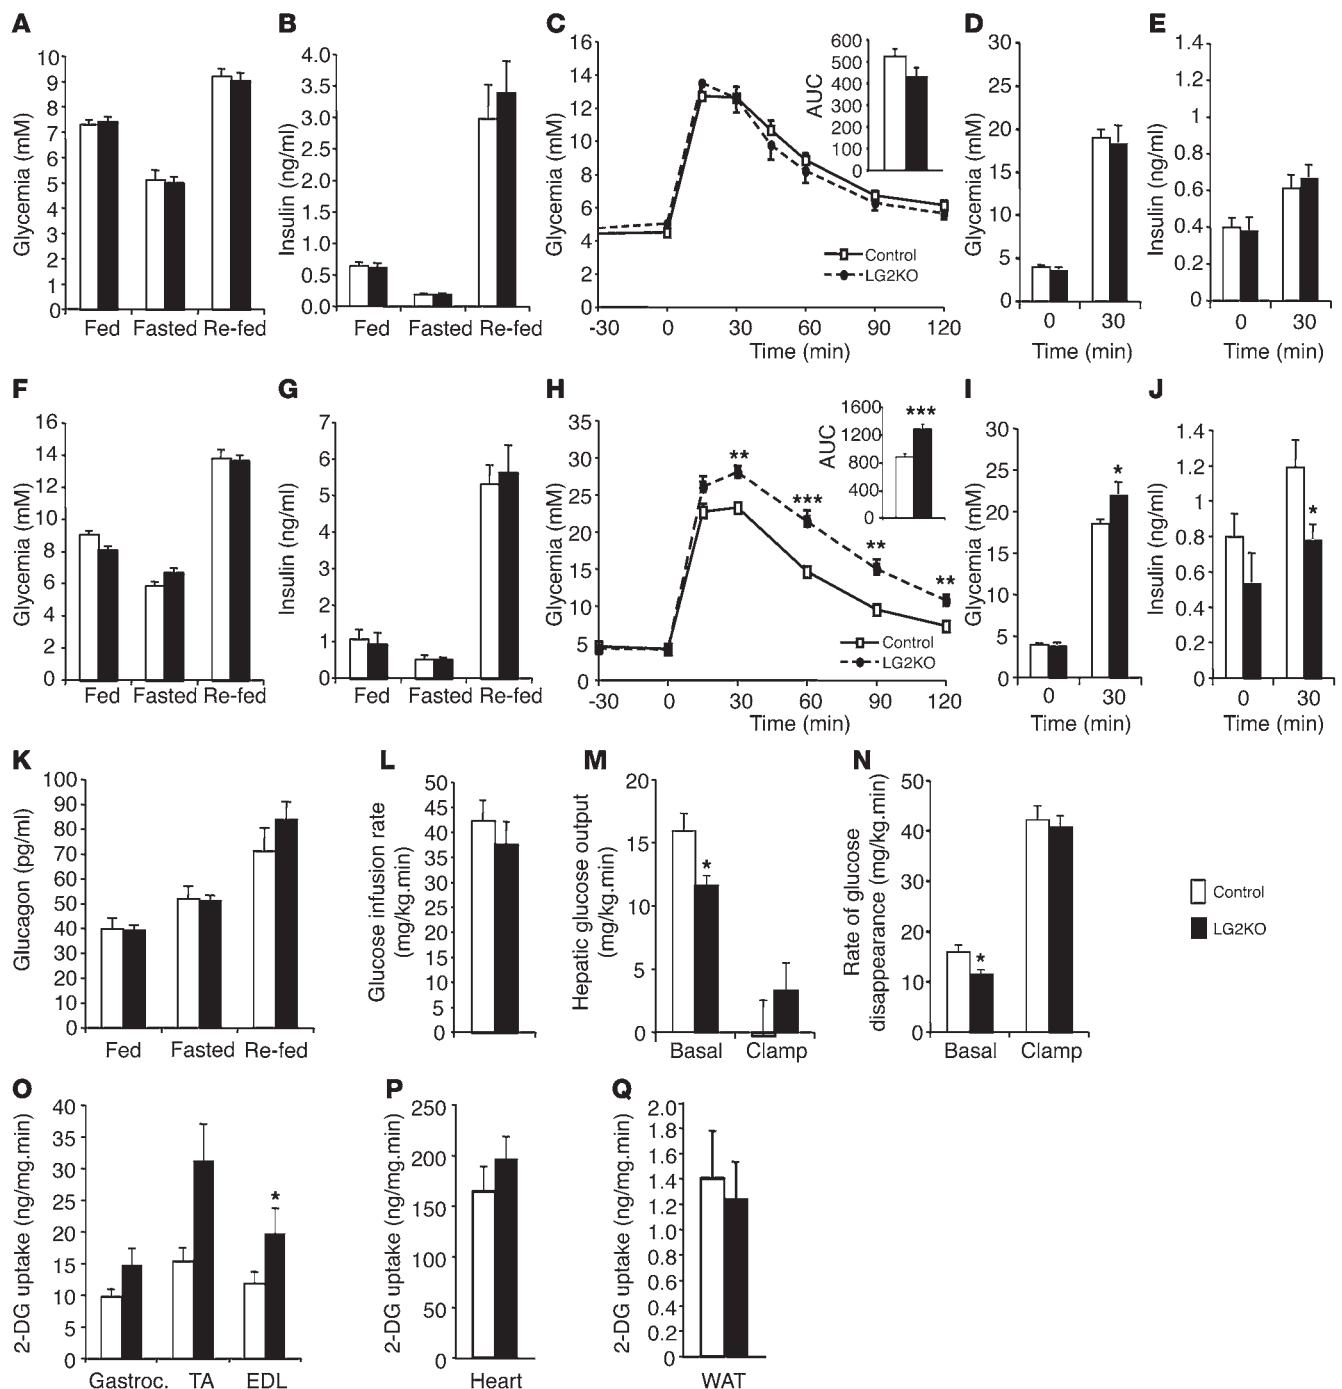 A
Glycemia (mM)
10
9
8
7
6
5
4
3
2
1
0
Fed Fasted Re-fed
B
Insulin (ng/ml)
4.0
3.5
3.0
2.5
2.0
1.5
1.0
0.5
0.0
Fed Fasted Re-fed
C
Glycemia (mM)
16
14
12
10
8
6
4
2
0
-30 0 30 60 90 120
Time (min)
Control
LG2KO
AUC
600
500
400
300
200
100
0
D
Glycemia (mM)
30
25
20
15
10
5
0
0 30
Time (min)
E
Insulin (ng/ml)
1.4
1.2
1
0.8
0.6
0.4
0.2
0
0 30
Time (min)
F
Glycemia (mM)
16
14
12
10
8
6
4
2
0
Fed Fasted Re-fed
G
Insulin (ng/ml)
7
6
5
4
3
2
1
0
Fed Fasted Re-fed
H
Glycemia (mM)
35
30
25
20
15
10
5
0
-30 0 30 60 90 120
Time (min)
**
***
**
**
Control
LG2KO
AUC
1600
1200
800
400
0
***
I
Glycemia (mM)
30
25
20
15
10
5
0
*
0 30
Time (min)
J
Insulin (ng/ml)
1.4
1.2
1
0.8
0.6
0.4
0.2
0
*
0 30
Time (min)
K
Glucagon (pg/ml)
100
90
80
70
60
50
40
30
20
10
0
Fed Fasted Re-fed
L
Glucose infusion rate
(mg/kg.min)
50
45
40
35
30
25
20
15
10
5
0
M
Hepatic glucose output
(mg/kg.min)
20
15
10
5
0
*
Basal Clamp
N
Rate of glucose
disappearance (mg/kg.min)
50
40
30
20
10
0
*
Basal Clamp
Control
LG2KO
O
2-DG uptake (ng/mg.min)
40
35
30
25
20
15
10
5
0
*
Gastroc. TA EDL
P
2-DG uptake (ng/mg.min)
250
200
150
100
50
0
Heart
Q
2-DG uptake (ng/mg.min)
2.0
1.8
1.6
1.4
1.2
1.0
0.8
0.6
0.4
0.2
0
WAT